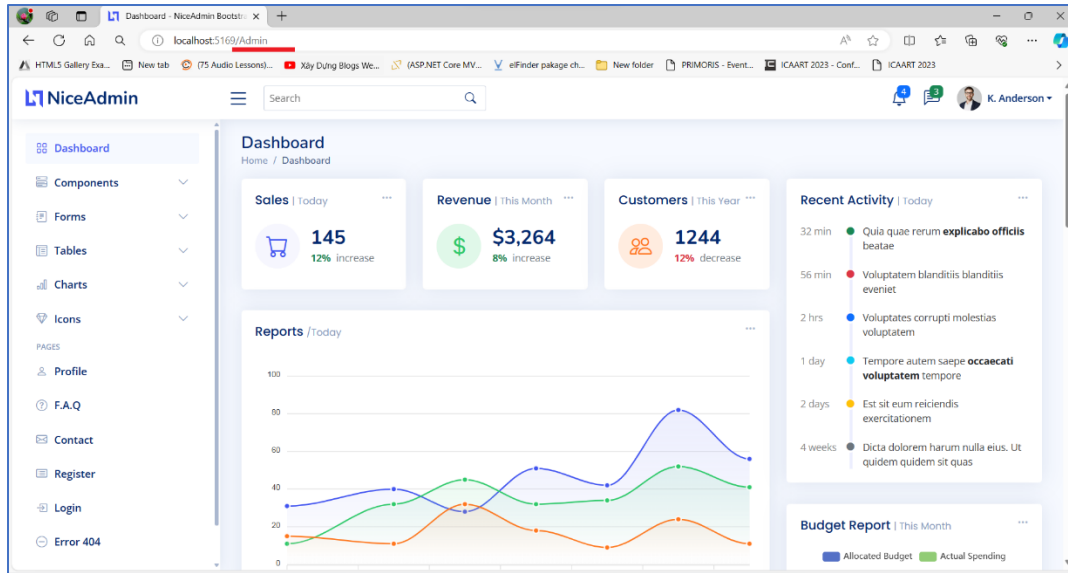 Dashboard - NiceAdmin Bootstra
localhost:5169/Admin
HTML5 Gallery Exa... New tab (75 Audio Lessons)... Xây Dựng Blogs We... (ASP.NET Core MV... elFinder pakage ch... New folder PRIMORIS - Event... ICAART 2023 - Conf... ICAART 2023
NiceAdmin
Search
4
3
K. Anderson
Dashboard
Components
Forms
Tables
Charts
Icons
PAGES
Profile
F.A.Q
Contact
Register
Login
Error 404
Dashboard
Home / Dashboard
Sales | Today
145
12% increase
Revenue | This Month
$3,264
8% increase
Customers | This Year
1244
12% decrease
Reports /Today
100
80
60
40
20
0
Recent Activity | Today
32 min Quia quae rerum explicabo officiis
beatae
56 min Voluptatem blanditiis blanditiis
eveniet
2 hrs Voluptates corrupti molestias
voluptatem
1 day Tempore autem saepe occaecati
voluptatem tempore
2 days Est sit eum reiciendis
exercitationem
4 weeks Dicta dolorem harum nulla eius. Ut
quidem quidem sit quas
Budget Report | This Month
Allocated Budget Actual Spending